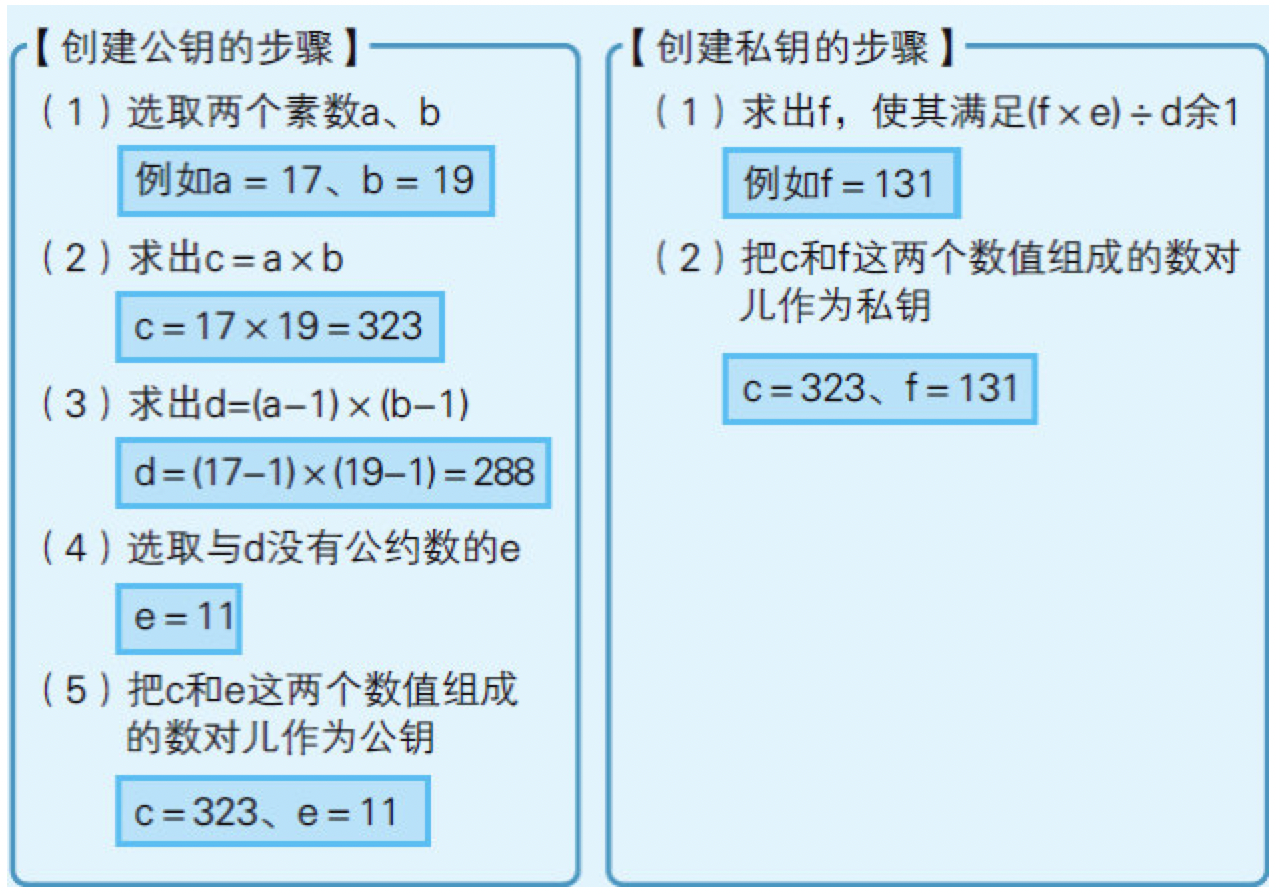 【创建公钥的步骤】
（1）选取两个素数a、b
例如a = 17、b = 19
（2）求出c = a × b
c = 17 × 19 = 323
（3）求出d=(a−1) × (b−1)
d = (17−1) × (19−1) = 288
（4）选取与d没有公约数的e
e = 11
（5）把c和e这两个数值组成
的数对儿作为公钥
c = 323、e = 11
【创建私钥的步骤】
（1）求出f，使其满足(f × e) ÷ d余1
例如f = 131
（2）把c和f这两个数值组成的数对
儿作为私钥
c = 323、f = 131